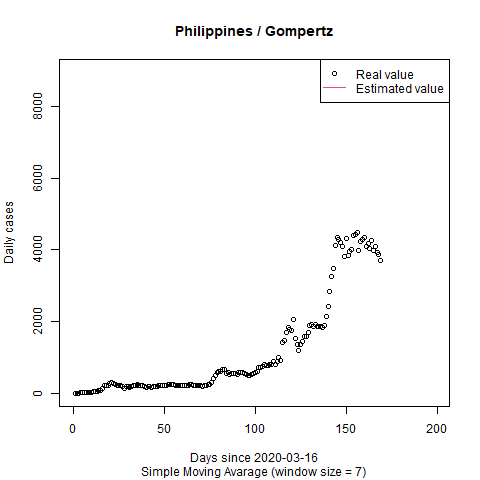 Philippines / Gompertz
Real value
Estimated value
8000
6000
4000
2000
0
Daily cases
0 50 100 150 200
Days since 2020-03-16
Simple Moving Avarage (window size = 7)